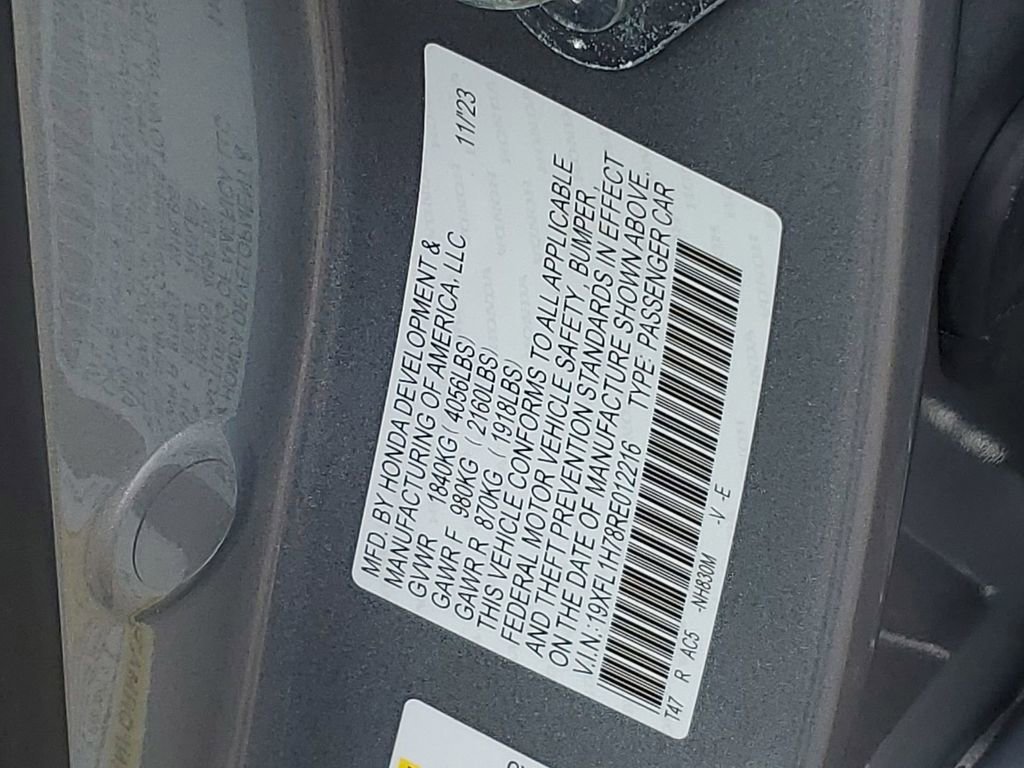 MFD. BY HONDA DEVELOPMENT &
MANUFACTURING OF AMERICA, LLC 11/'23
GVWR 1840KG ( 4056LBS)
GAWR F 980KG ( 2160LBS)
GAWR R 870KG ( 1918LBS)
THIS VEHICLE CONFORMS TO ALL APPLICABLE
FEDERAL MOTOR VEHICLE SAFETY, BUMPER,
AND THEFT PREVENTION STANDARDS IN EFFECT
ON THE DATE OF MANUFACTURE SHOWN ABOVE.
V.I.N.: 19XFL1H78RE012216 TYPE: PASSENGER CAR
T47 R AC5 -NH830M -V -E